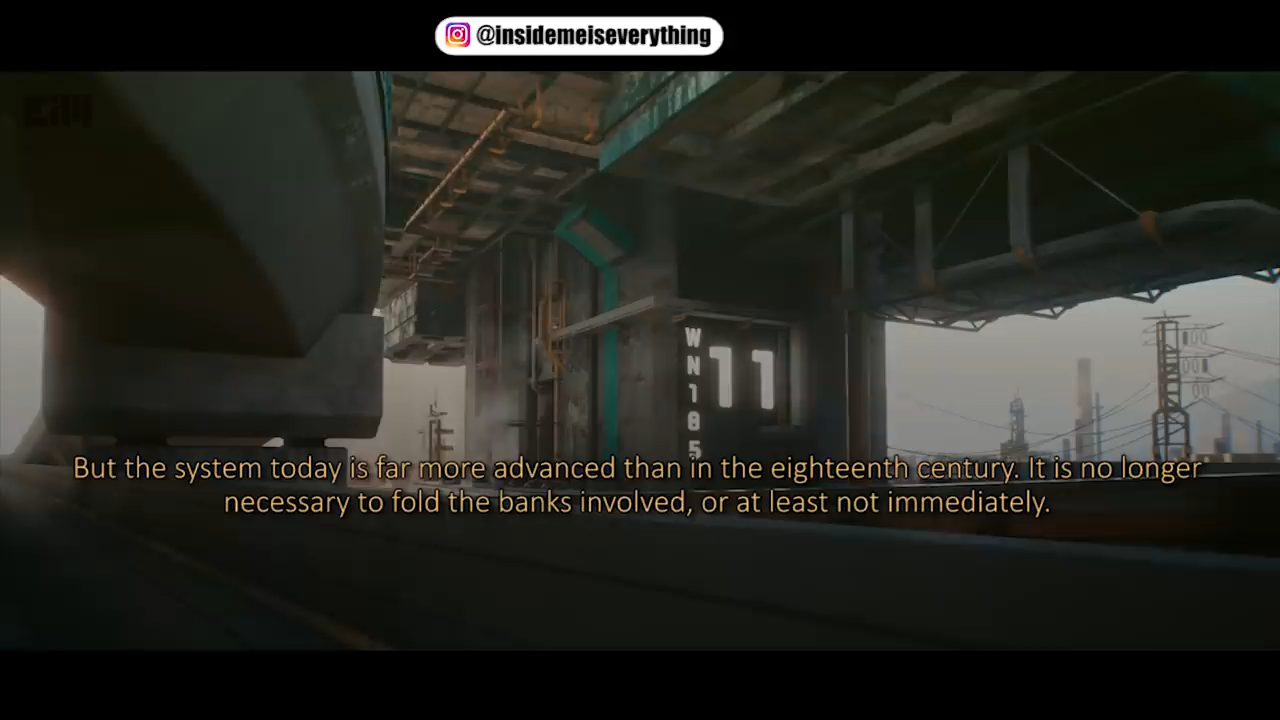 @insidemeiseverything
WN185
11
But the system today is far more advanced than in the eighteenth century. It is no longer
necessary to fold the banks involved, or at least not immediately.